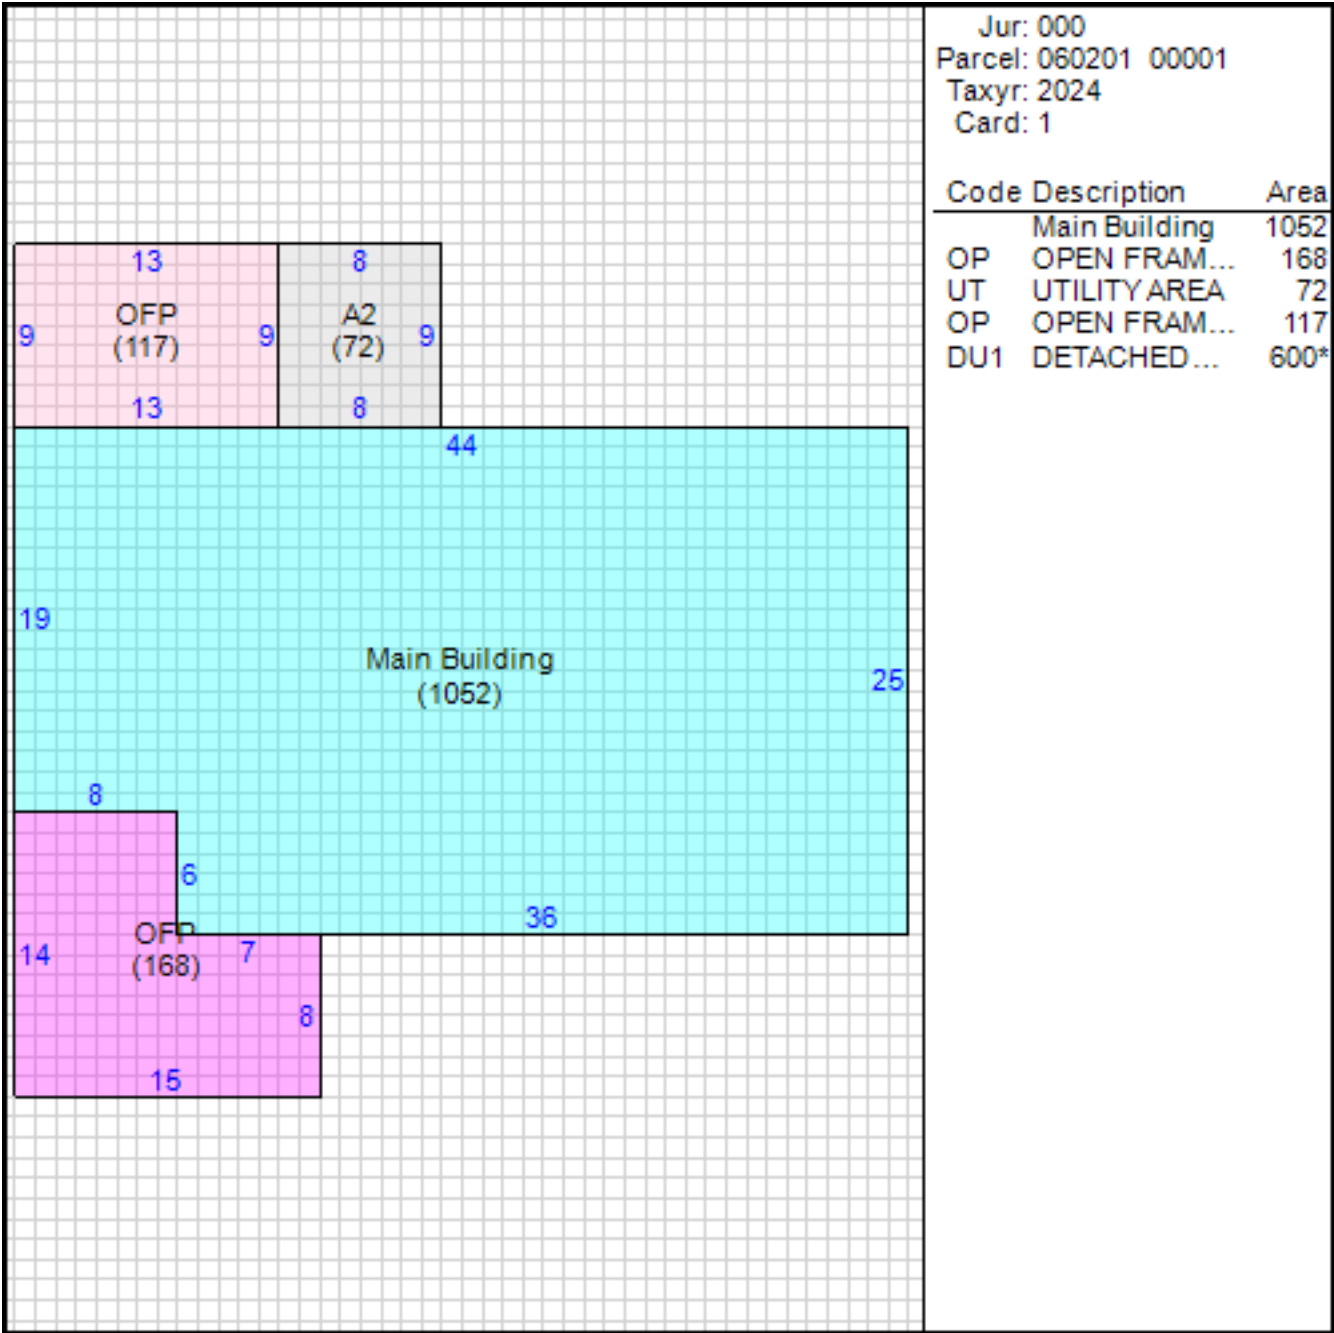 Jur: 000
Parcel: 060201 00001
Taxyr: 2024
Card: 1
Code Description Area
Main Building 1052
OP OPEN FRAM... 168
UT UTILITY AREA 72
OP OPEN FRAM... 117
DU1 DETACHED... 600*
13 8
OFP A2
9 (117) 9 (72) 9
13 8
44
19
Main Building
(1052)
25
8
6
36
OFP
14 7
(168)
8
15